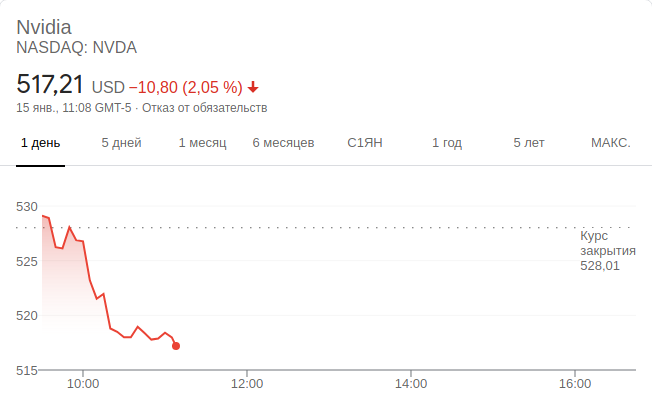 Nvidia
NASDAQ: NVDA
517,21 USD −10,80 (2,05 %)
15 янв., 11:08 GMT-5 · Отказ от обязательств
1 день 5 дней 1 месяц 6 месяцев С1ЯН 1 год 5 лет МАКС.
530
Курс
закрытия
528,01
525
520
515
10:00 12:00 14:00 16:00